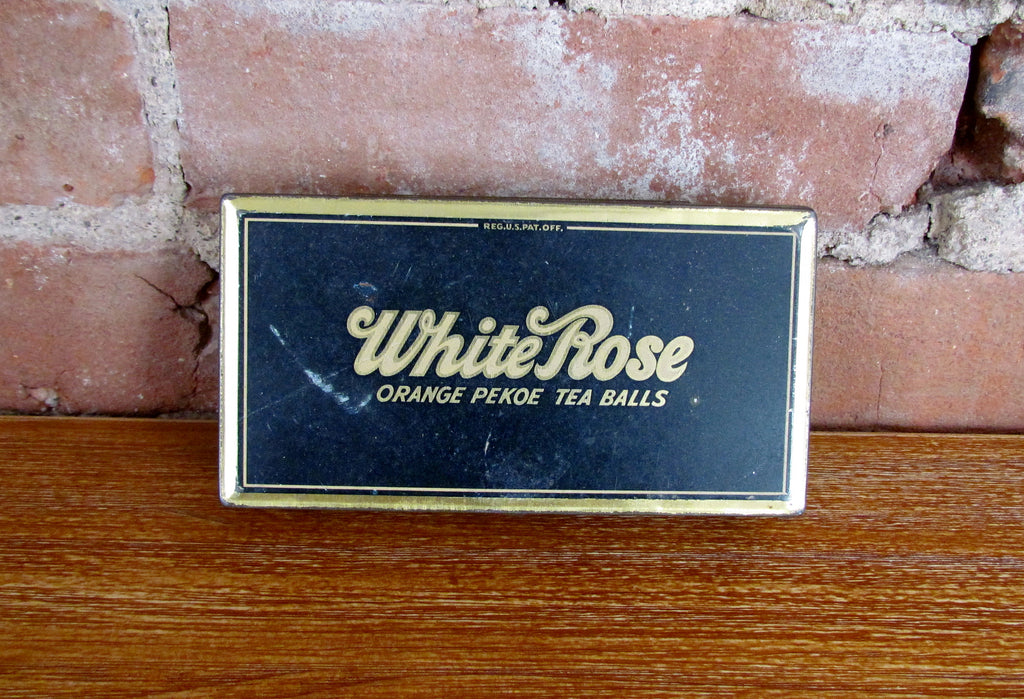 REG.U.S.PAT.OFF.
White Rose
ORANGE PEKOE TEA BALLS